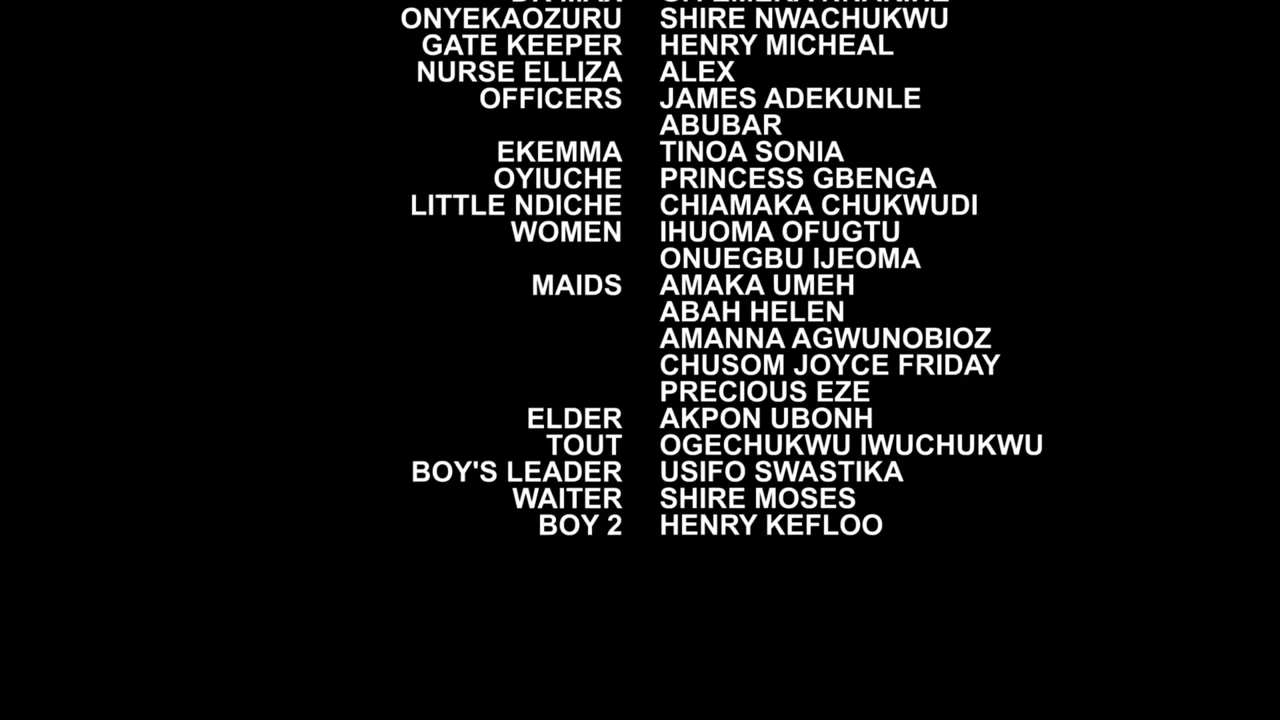 ONYEKAOZURU SHIRE NWACHUKWU
GATE KEEPER HENRY MICHEAL
NURSE ELLIZA ALEX
OFFICERS JAMES ADEKUNLE
ABUBAR
EKEMMA TINOA SONIA
OYIUCHE PRINCESS GBENGA
LITTLE NDICHE CHIAMAKA CHUKWUDI
WOMEN IHUOMA OFUGTU
ONUEGBU IJEOMA
MAIDS AMAKA UMEH
ABAH HELEN
AMANNA AGWUNOBIOZ
CHUSOM JOYCE FRIDAY
PRECIOUS EZE
ELDER AKPON UBONH
TOUT OGECHUKWU IWUCHUKWU
BOY'S LEADER USIFO SWASTIKA
WAITER SHIRE MOSES
BOY 2 HENRY KEFLOO